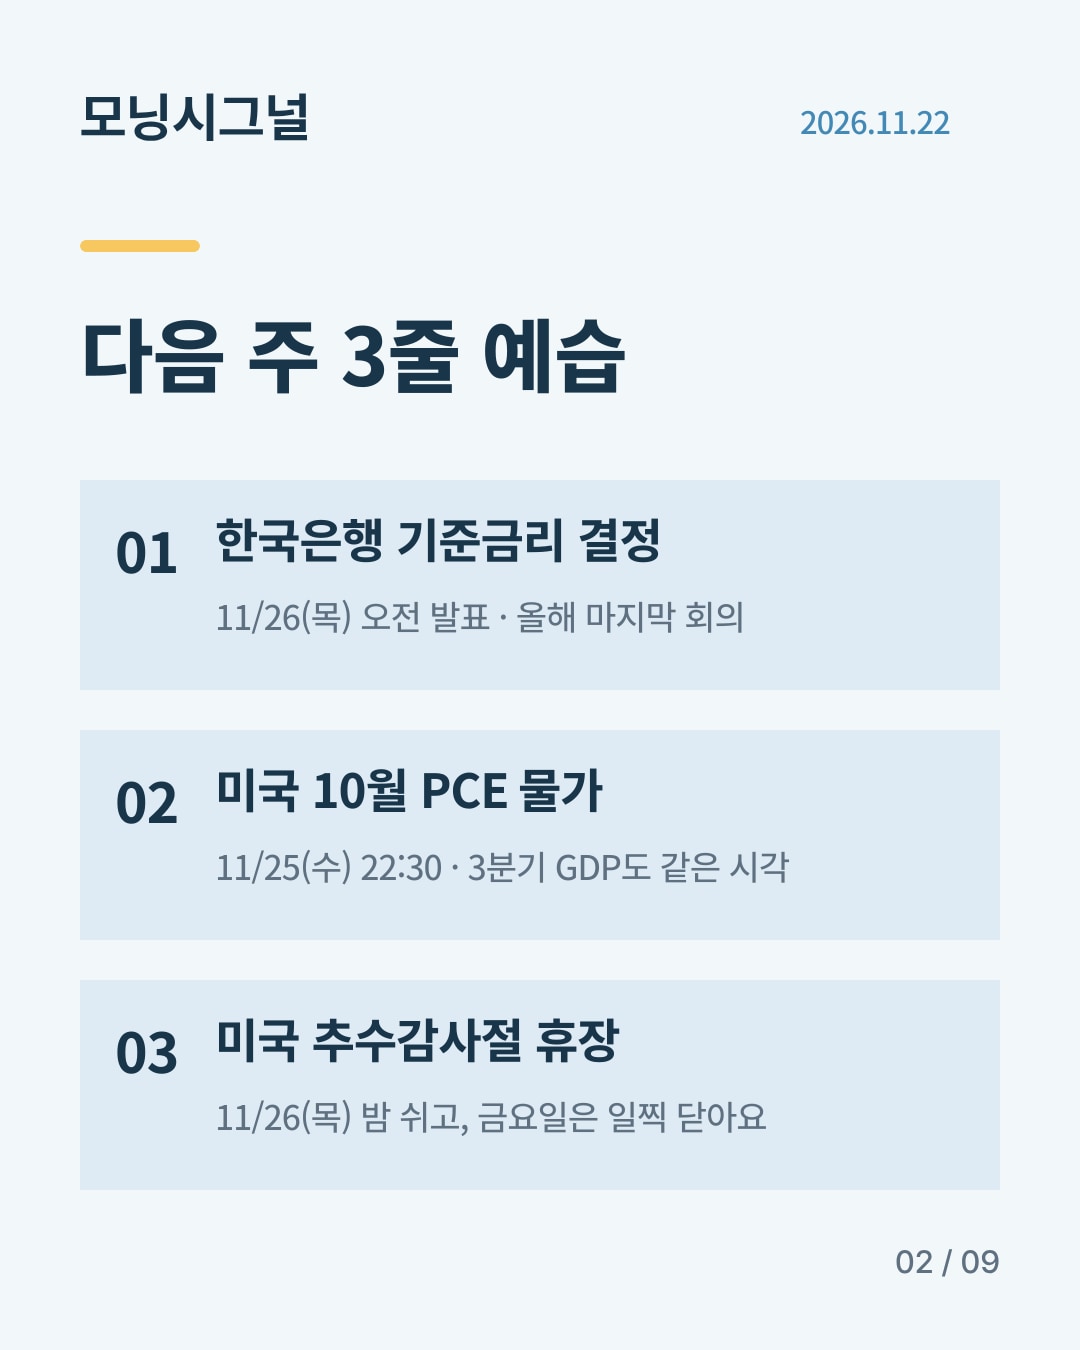 모닝시그널
2026.11.22
다음 주 3줄 예습
01
한국은행 기준금리 결정
11/26(목) 오전 발표 · 올해 마지막 회의
02
미국 10월 PCE 물가
11/25(수) 22:30 · 3분기 GDP도 같은 시각
03
미국 추수감사절 휴장
11/26(목) 밤 쉬고, 금요일은 일찍 닫아요
02 / 09